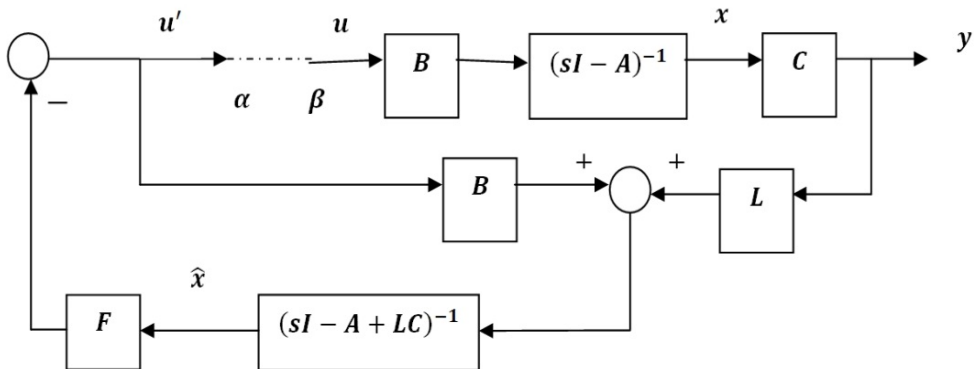 u′ u x y
B (sI − A)⁻¹ C
α β
−
B + + L
x̂
F (sI − A + LC)⁻¹